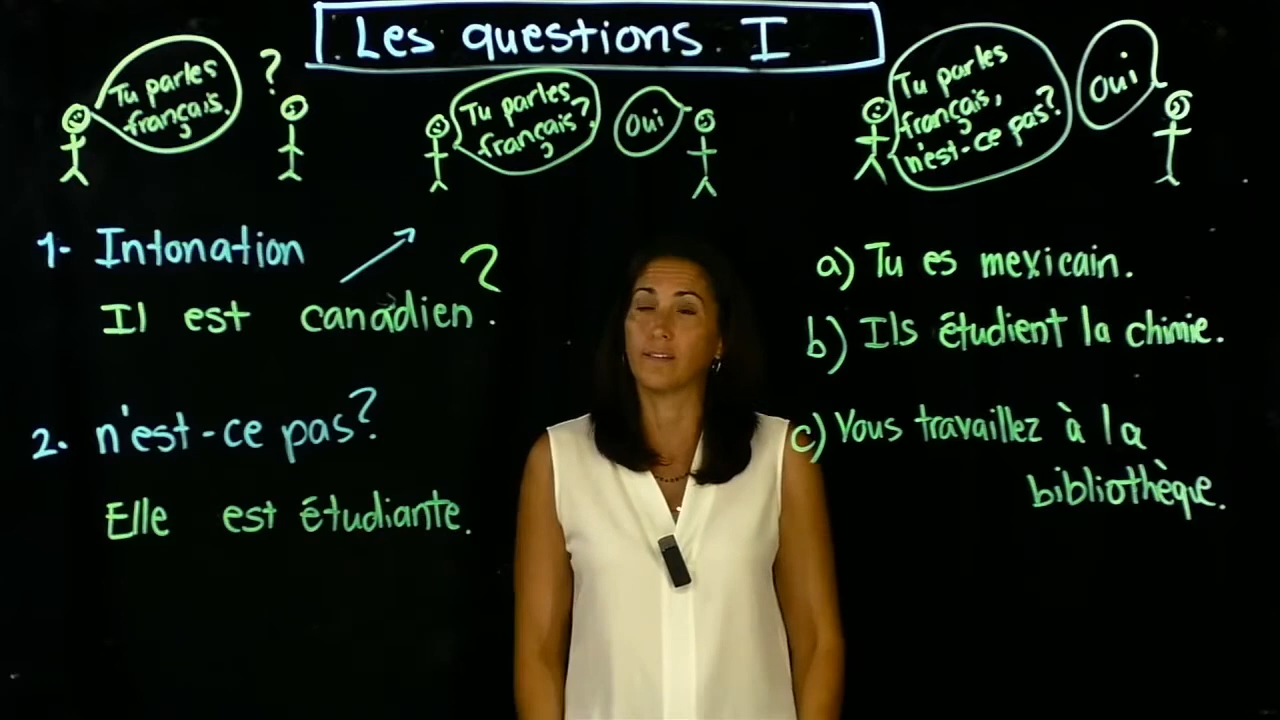 Les questions I
Tu parles
français.
?
Tu parles
français?
Oui
Tu parles
français,
n'est-ce pas?
Oui
1- Intonation
?
Il est canadien.
2. n'est-ce pas?
Elle est étudiante.
a) Tu es mexicain.
b) Ils étudient la chimie.
c) Vous travaillez à la
bibliothèque.